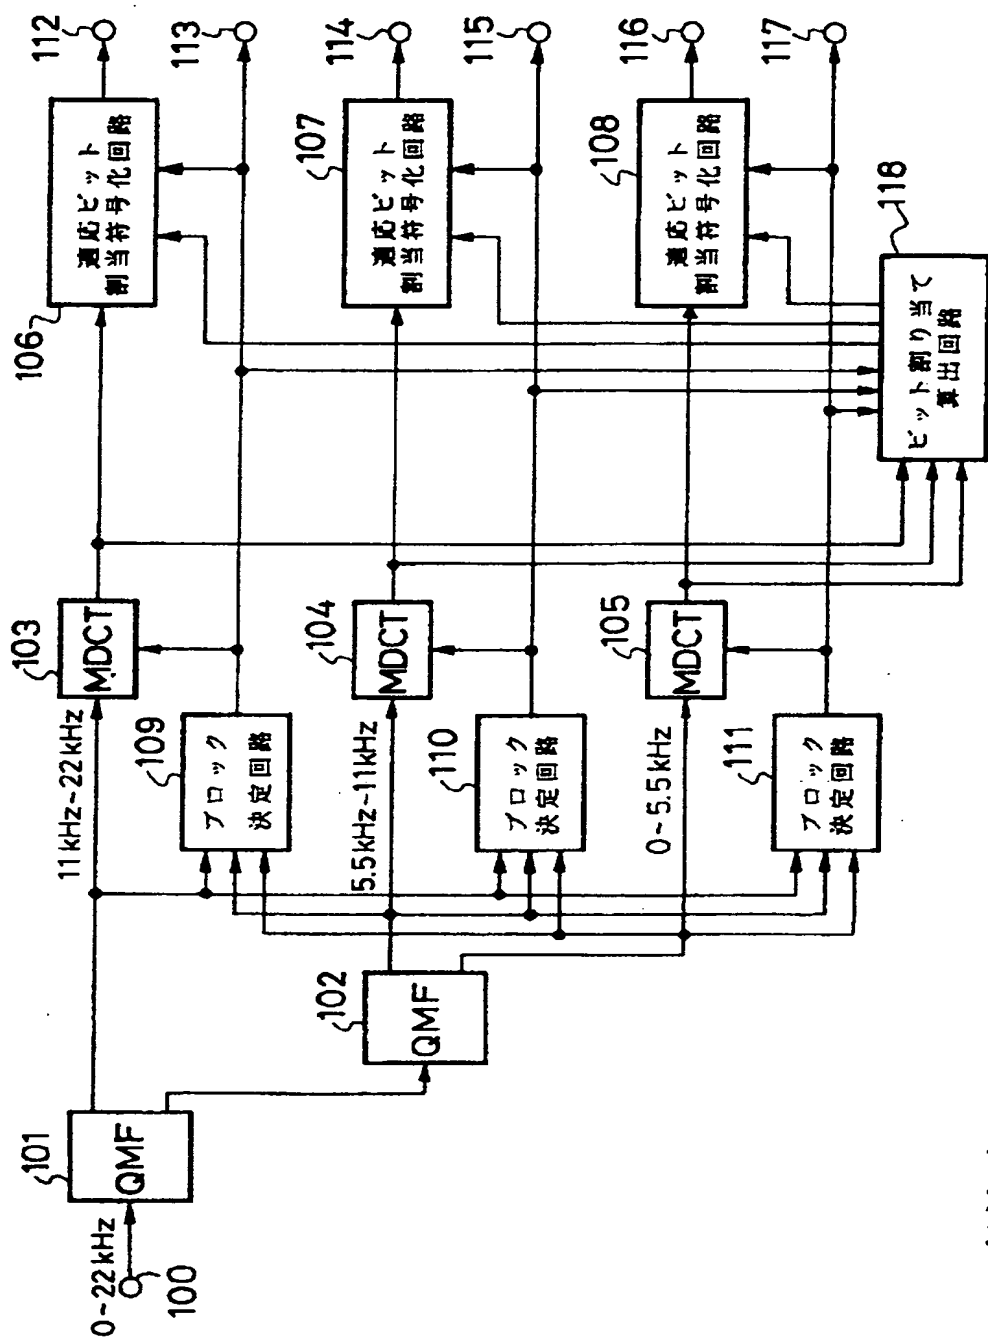 0~22kHz
100
101
QMF
102
QMF
11kHz~22kHz
103
MDCT
109
ブロック
決定回路
5.5kHz~11kHz
104
MDCT
110
ブロック
決定回路
0~5.5kHz
105
MDCT
111
ブロック
決定回路
106
適応ビット
割当符号化回路
107
適応ビット
割当符号化回路
108
適応ビット
割当符号化回路
118
ビット割り当て
算出回路
112
113
114
115
116
117